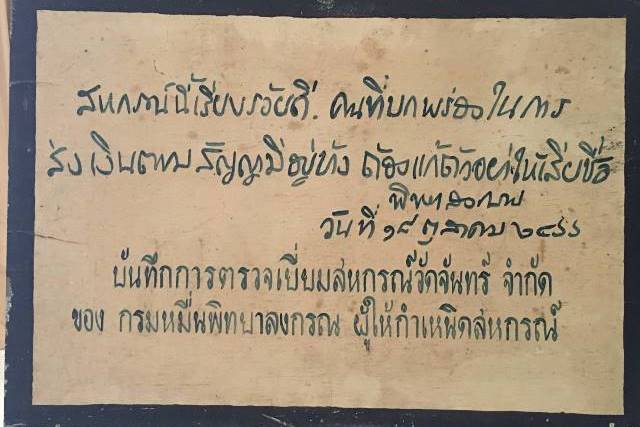 สหกรณ์นี้เรียบร้อยดี. คนที่บกพร่องในการ
ส่งเงินตามสัญญามีอยู่บ้าง ต้องแก้ตัวอย่าให้เสียชื่อ
พิทยาลงกรณ
วันที่ ๑๙ ตุลาคม ๒๔๖๖
บันทึกการตรวจเยี่ยมสหกรณ์วัดจันทร์ จำกัด
ของ กรมหมื่นพิทยาลงกรณ ผู้ให้กำเหนิดสหกรณ์